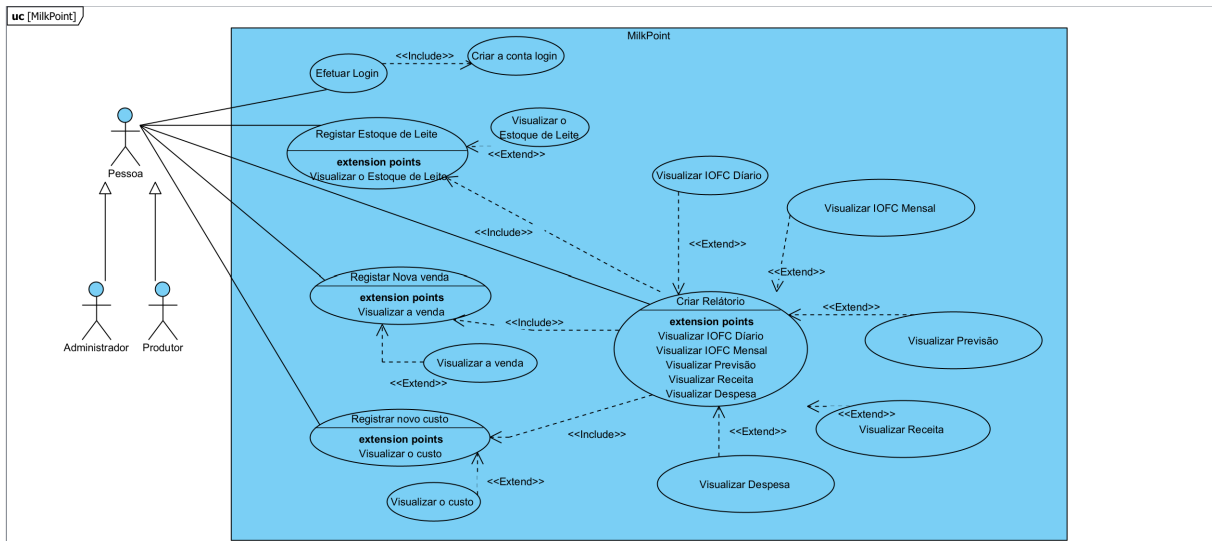 uc [MilkPoint]
MilkPoint
<<Include>>
Criar a conta login
Efetuar Login
Registar Estoque de Leite
extension points
Visualizar o Estoque de Leite
Visualizar o
Estoque de Leite
<<Extend>>
Pessoa
Visualizar IOFC Díario
Visualizar IOFC Mensal
<<Include>>
<<Extend>>
<<Extend>>
Registar Nova venda
extension points
Visualizar a venda
<<Include>>
Criar Relátorio
extension points
Visualizar IOFC Díario
Visualizar IOFC Mensal
Visualizar Previsão
Visualizar Receita
Visualizar Despesa
<<Extend>>
Visualizar Previsão
Administrador
Produtor
Visualizar a venda
<<Extend>>
Registrar novo custo
extension points
Visualizar o custo
<<Include>>
<<Extend>>
<<Extend>>
Visualizar Receita
<<Extend>>
Visualizar o custo
Visualizar Despesa